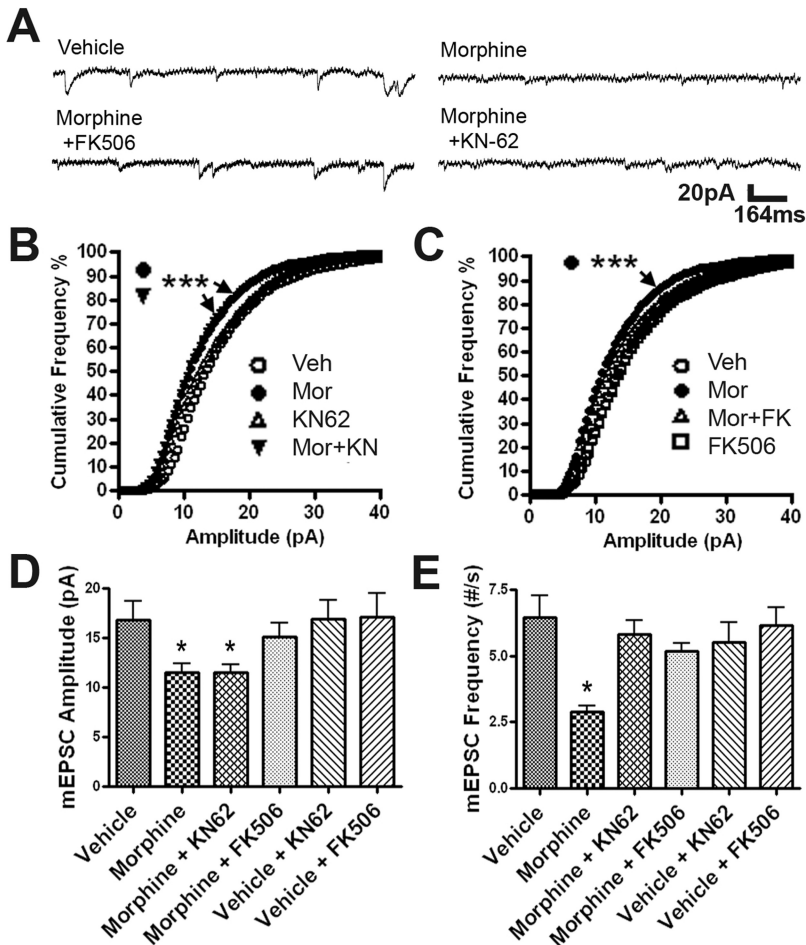 A
Vehicle
Morphine
Morphine
+FK506
Morphine
+KN-62
20pA
164ms
B
Cumulative Frequency %
100
90
80
70
60
50
40
30
20
10
0
***
Veh
Mor
KN62
Mor+KN
0 10 20 30 40
Amplitude (pA)
C
Cumulative Frequency %
100
90
80
70
60
50
40
30
20
10
0
***
Veh
Mor
Mor+FK
FK506
0 10 20 30 40
Amplitude (pA)
D
mEPSC Amplitude (pA)
20
15
10
5
0
* *
Vehicle
Morphine
Morphine + KN62
Morphine + FK506
Vehicle + KN62
Vehicle + FK506
E
mEPSC Frequency (#/s)
7.5
5.0
2.5
0.0
*
Vehicle
Morphine
Morphine + KN62
Morphine + FK506
Vehicle + KN62
Vehicle + FK506